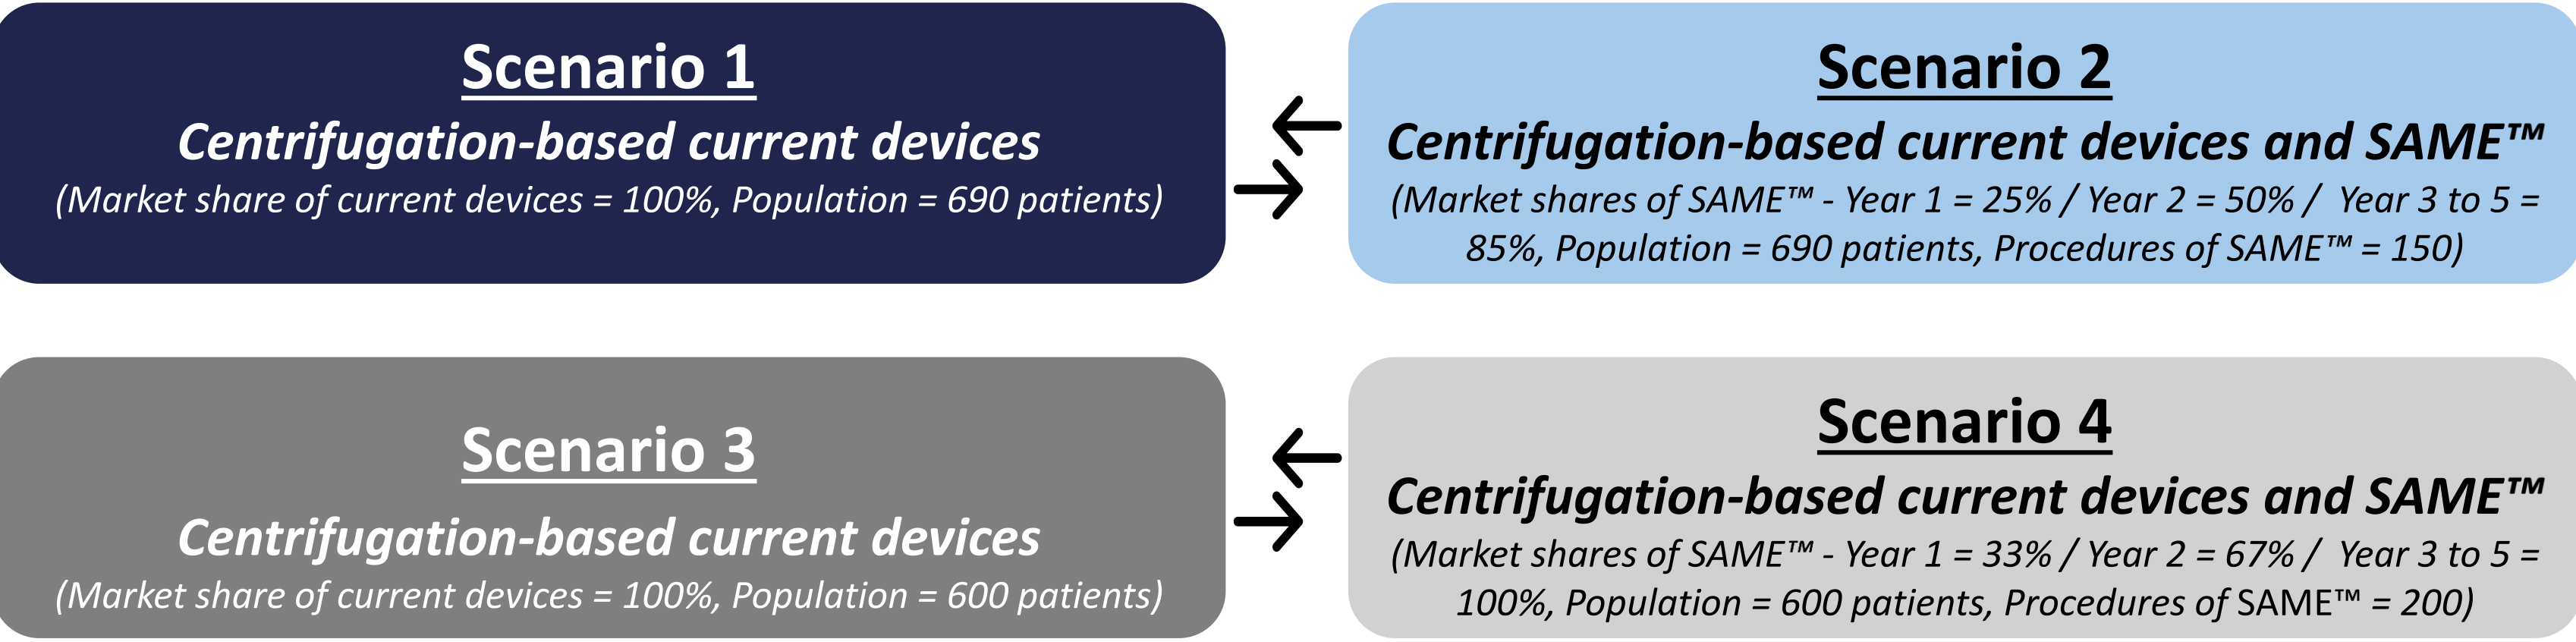 Scenario 1
Centrifugation-based current devices
(Market share of current devices = 100%, Population = 690 patients)
Scenario 2
Centrifugation-based current devices and SAME™
(Market shares of SAME™ - Year 1 = 25% / Year 2 = 50% / Year 3 to 5 =
85%, Population = 690 patients, Procedures of SAME™ = 150)
Scenario 3
Centrifugation-based current devices
(Market share of current devices = 100%, Population = 600 patients)
Scenario 4
Centrifugation-based current devices and SAME™
(Market shares of SAME™ - Year 1 = 33% / Year 2 = 67% / Year 3 to 5 =
100%, Population = 600 patients, Procedures of SAME™ = 200)